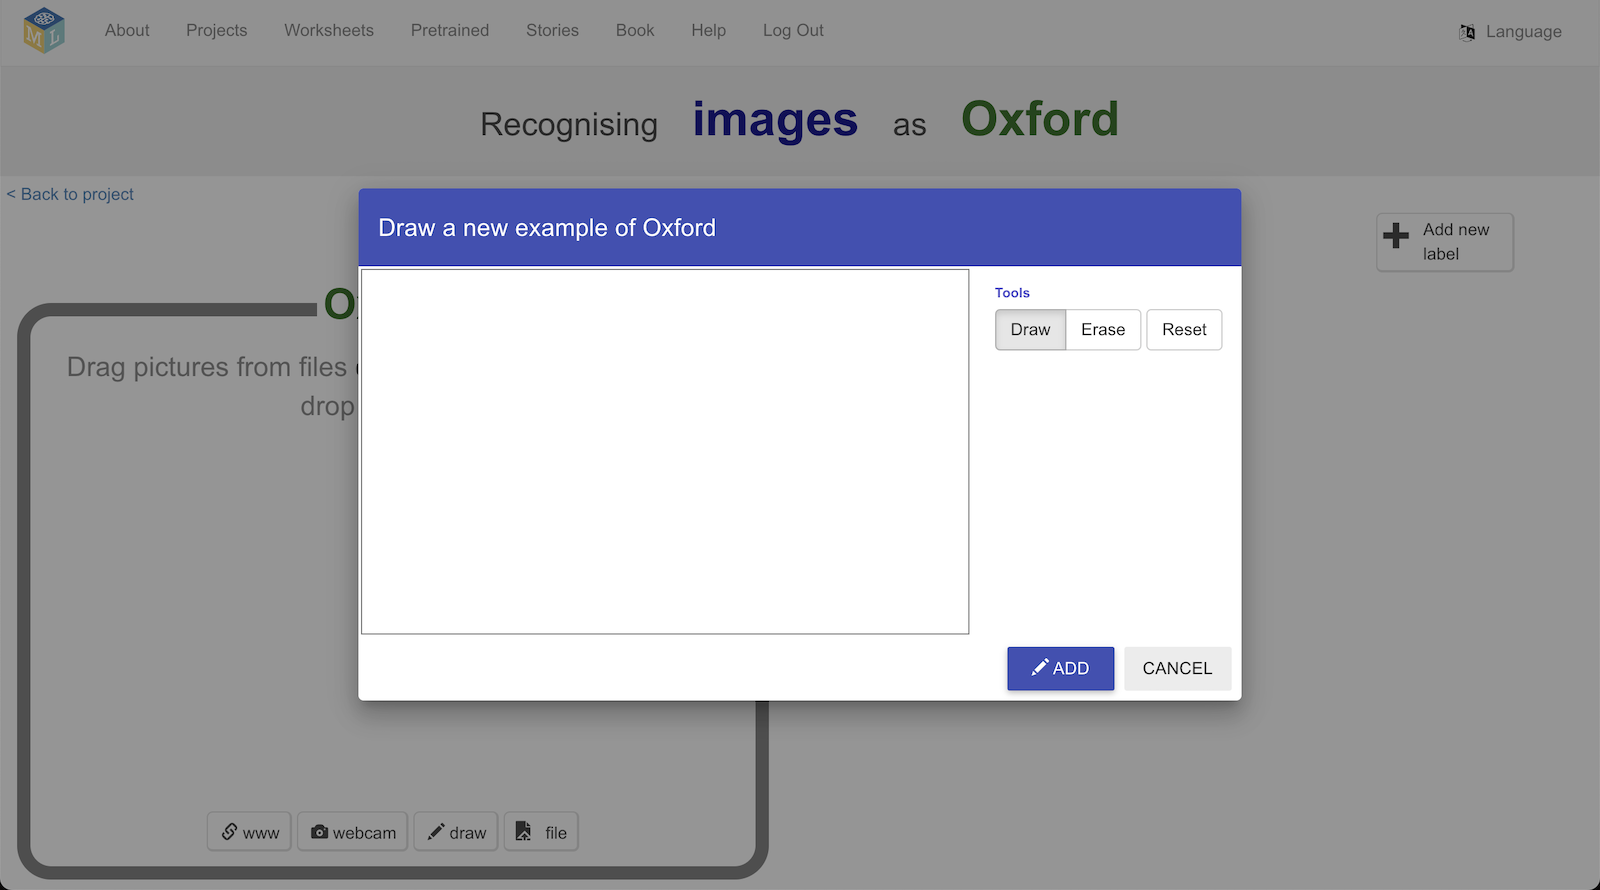 ML
About Projects Worksheets Pretrained Stories Book Help Log Out Language
Recognising images as Oxford
< Back to project
Add new
label
Draw a new example of Oxford
Drag pictures from files
drop
Tools
Draw Erase Reset
ADD CANCEL
www webcam draw file